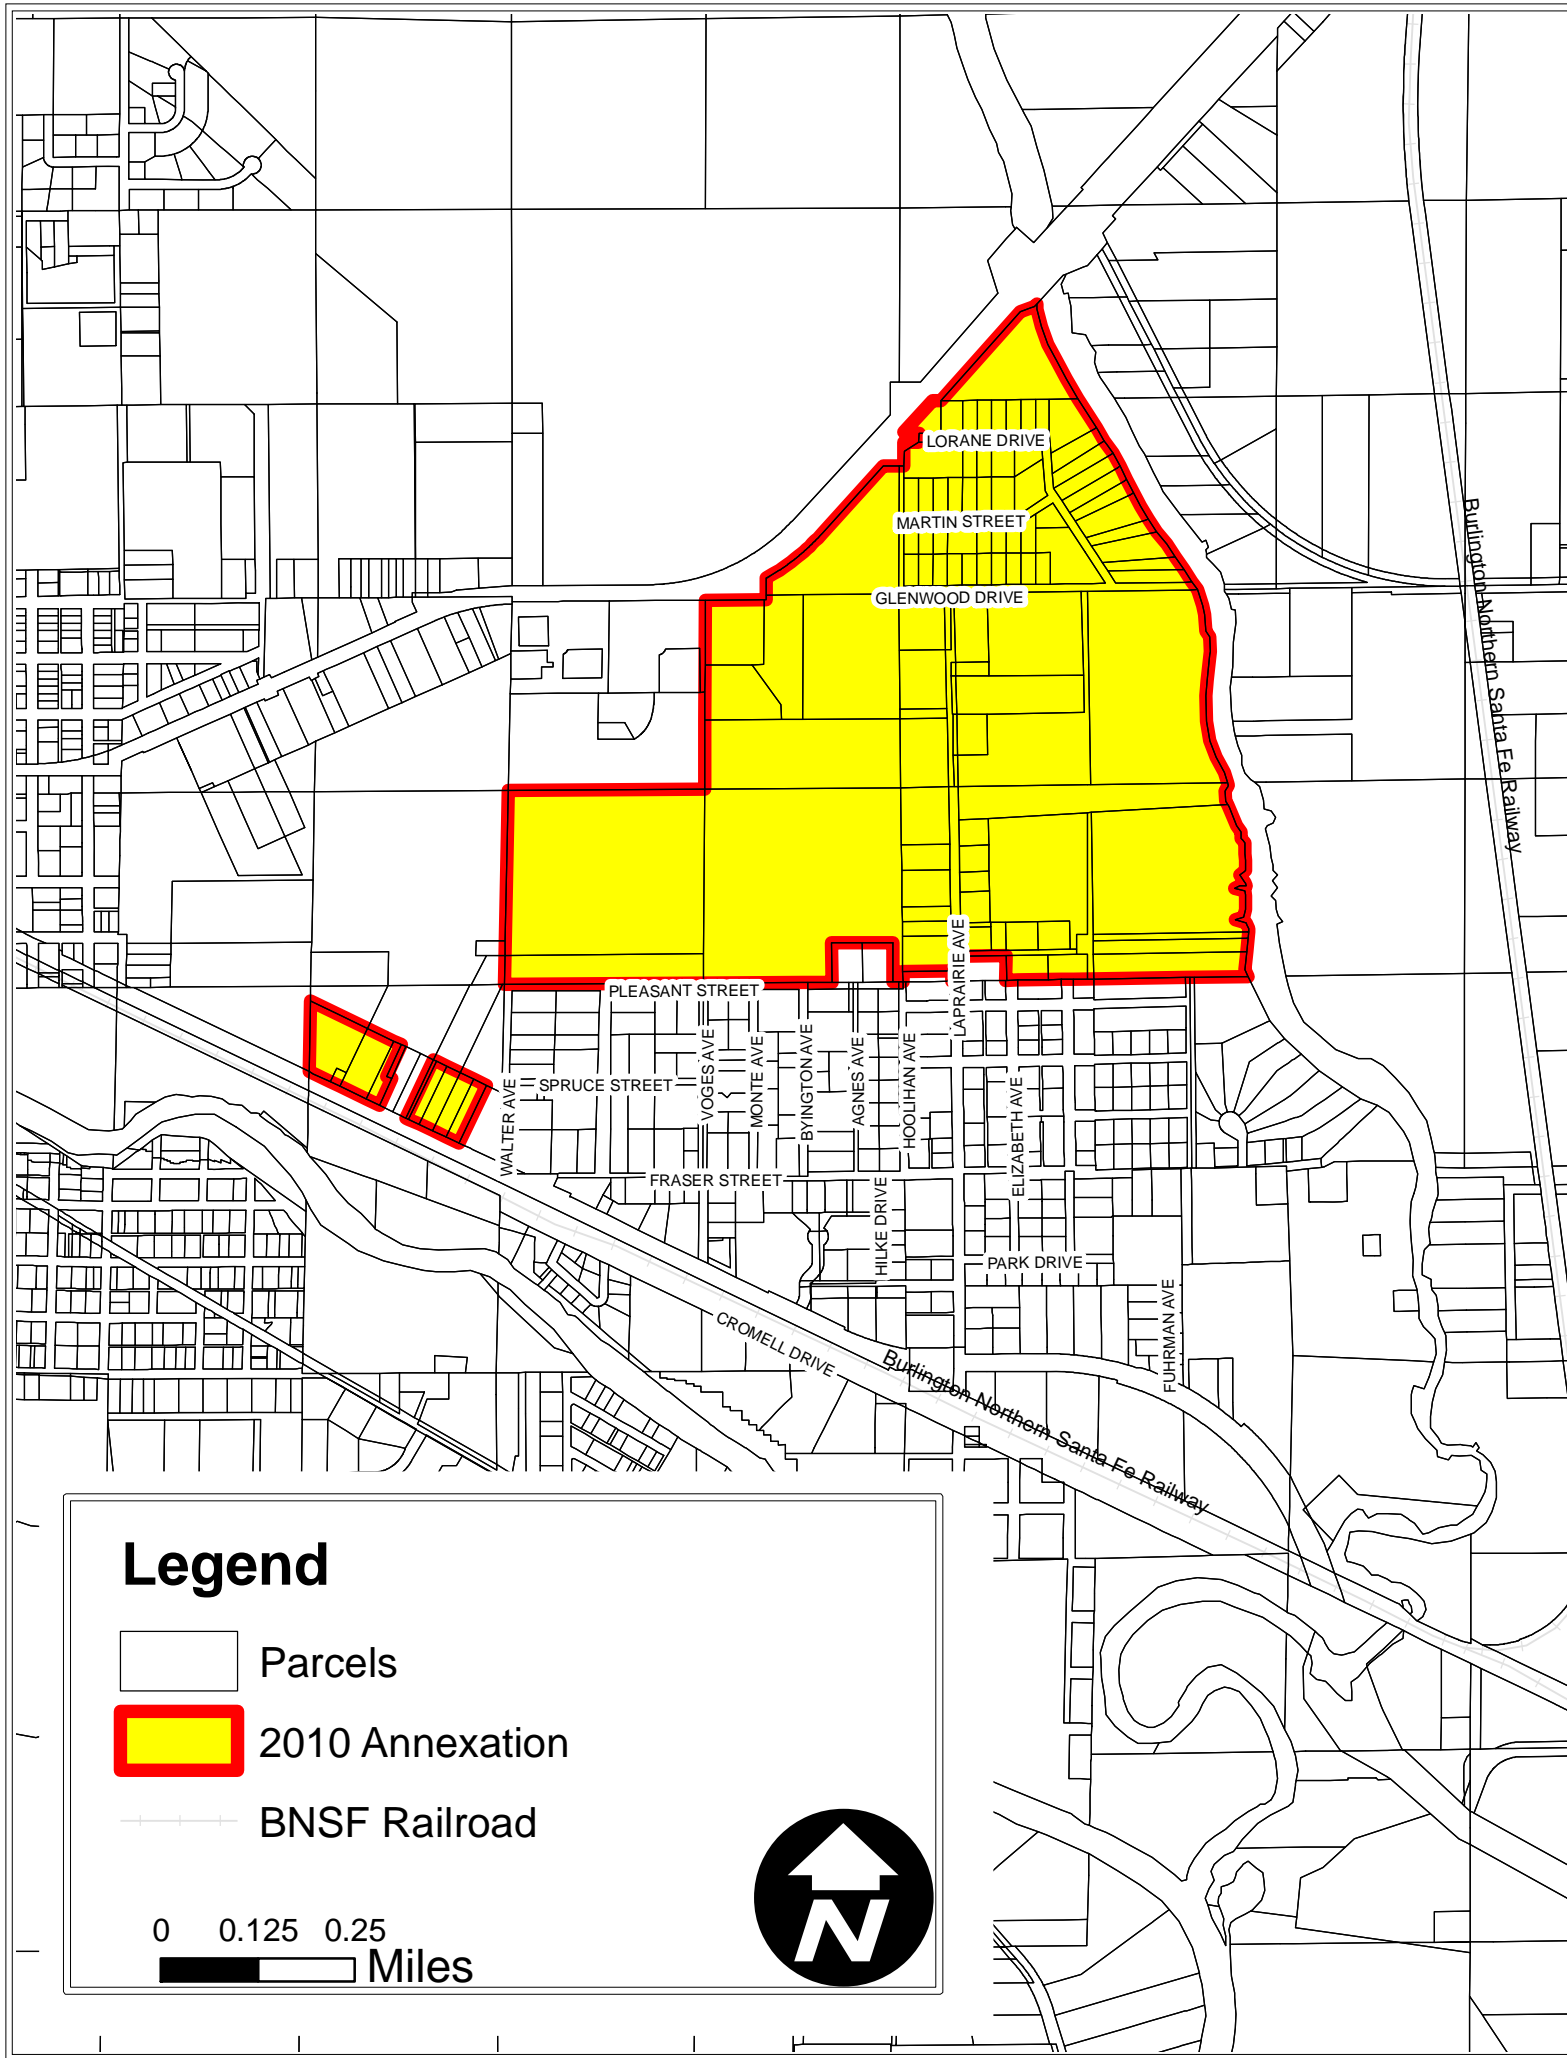 LORANE DRIVE
MARTIN STREET
GLENWOOD DRIVE
Burlington Northern Santa Fe Railway
LAPRAIRIE AVE
PLEASANT STREET
SPRUCE STREET
WALTER AVE
VOGES AVE
MONTE AVE
BYINGTON AVE
AGNES AVE
HOOLIHAN AVE
ELIZABETH AVE
FRASER STREET
HILKE DRIVE
PARK DRIVE
FUHRMAN AVE
CROMELL DRIVE
Burlington Northern Santa Fe Railway
Legend
Parcels
2010 Annexation
BNSF Railroad
0 0.125 0.25
Miles
N